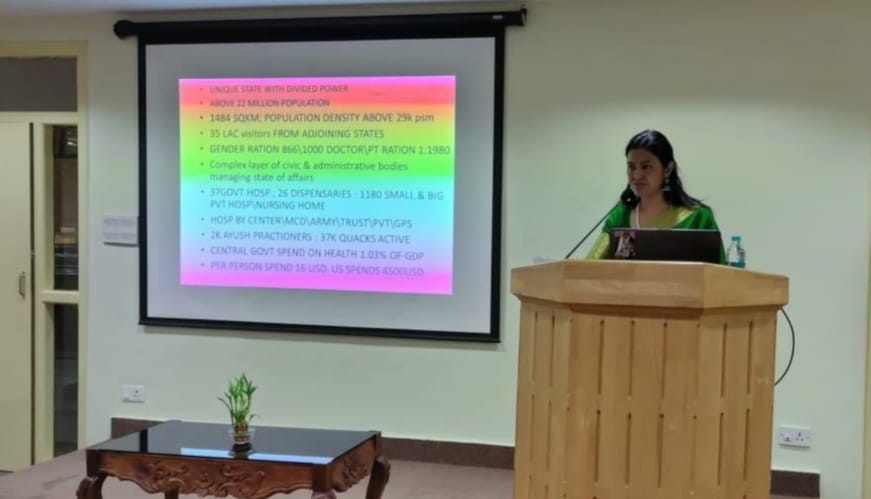 UNIQUE STATE WITH DIVIDED POWER
ABOVE 22 MILLION POPULATION
1484 SQKM; POPULATION DENSITY ABOVE 29k psm
35 LAC visitors FROM ADJOINING STATES
GENDER RATION 866\1000 DOCTOR\PT RATION 1:1980
Complex layer of civic & administrative bodies
managing state of affairs
37GOVT HOSP ; 26 DISPENSARIES : 1180 SMALL & BIG
PVT HOSP\NURSING HOME
HOSP BY CENTER\MCD\ARMY\TRUST\PVT\GPS
2K AYUSH PRACTIONERS : 37K QUACKS ACTIVE
CENTRAL GOVT SPEND ON HEALTH 1.03% OF GDP
PER PERSON SPEND 16 USD. US SPENDS 4500USD